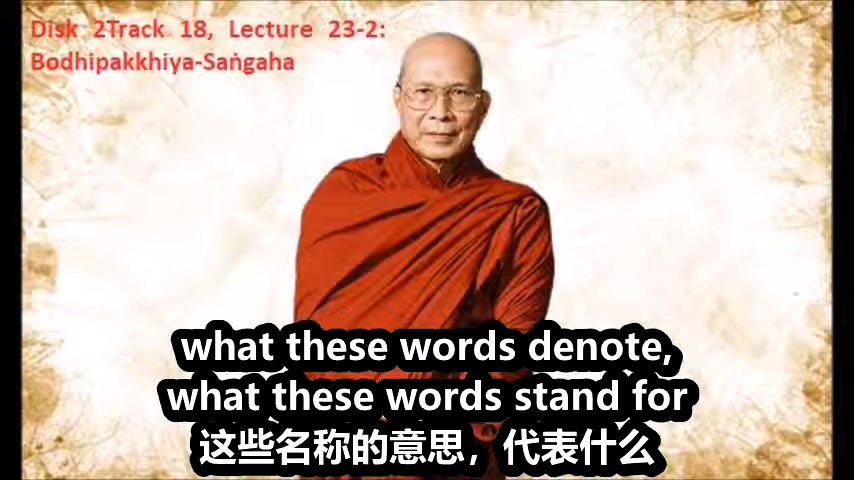 Disk 2Track 18, Lecture 23-2:
Bodhipakkhiya-Saṅgaha
what these words denote,
what these words stand for
这些名称的意思，代表什么